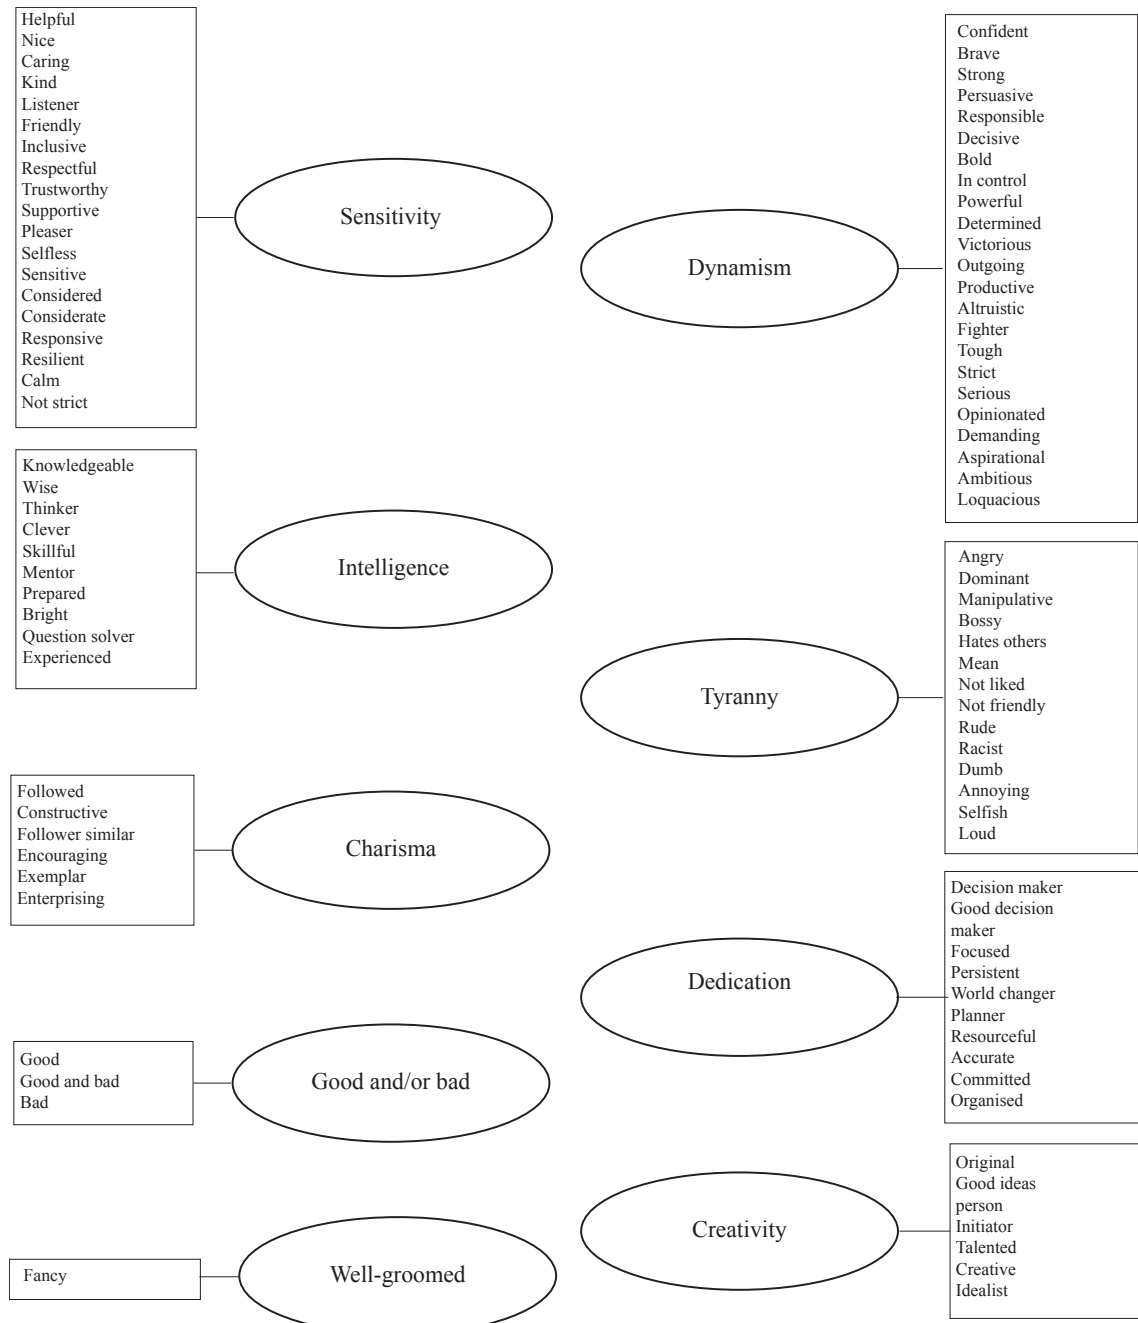 Helpful
Nice
Caring
Kind
Listener
Friendly
Inclusive
Respectful
Trustworthy
Supportive
Pleaser
Selfless
Sensitive
Considered
Considerate
Responsive
Resilient
Calm
Not strict
Sensitivity
Confident
Brave
Strong
Persuasive
Responsible
Decisive
Bold
In control
Powerful
Determined
Victorious
Outgoing
Productive
Altruistic
Fighter
Tough
Strict
Serious
Opinionated
Demanding
Aspirational
Ambitious
Loquacious
Dynamism
Knowledgeable
Wise
Thinker
Clever
Skillful
Mentor
Prepared
Bright
Question solver
Experienced
Intelligence
Angry
Dominant
Manipulative
Bossy
Hates others
Mean
Not liked
Not friendly
Rude
Racist
Dumb
Annoying
Selfish
Loud
Tyranny
Followed
Constructive
Follower similar
Encouraging
Exemplar
Enterprising
Charisma
Decision maker
Good decision
maker
Focused
Persistent
World changer
Planner
Resourceful
Accurate
Committed
Organised
Dedication
Good
Good and bad
Bad
Good and/or bad
Original
Good ideas
person
Initiator
Talented
Creative
Idealist
Creativity
Fancy
Well-groomed